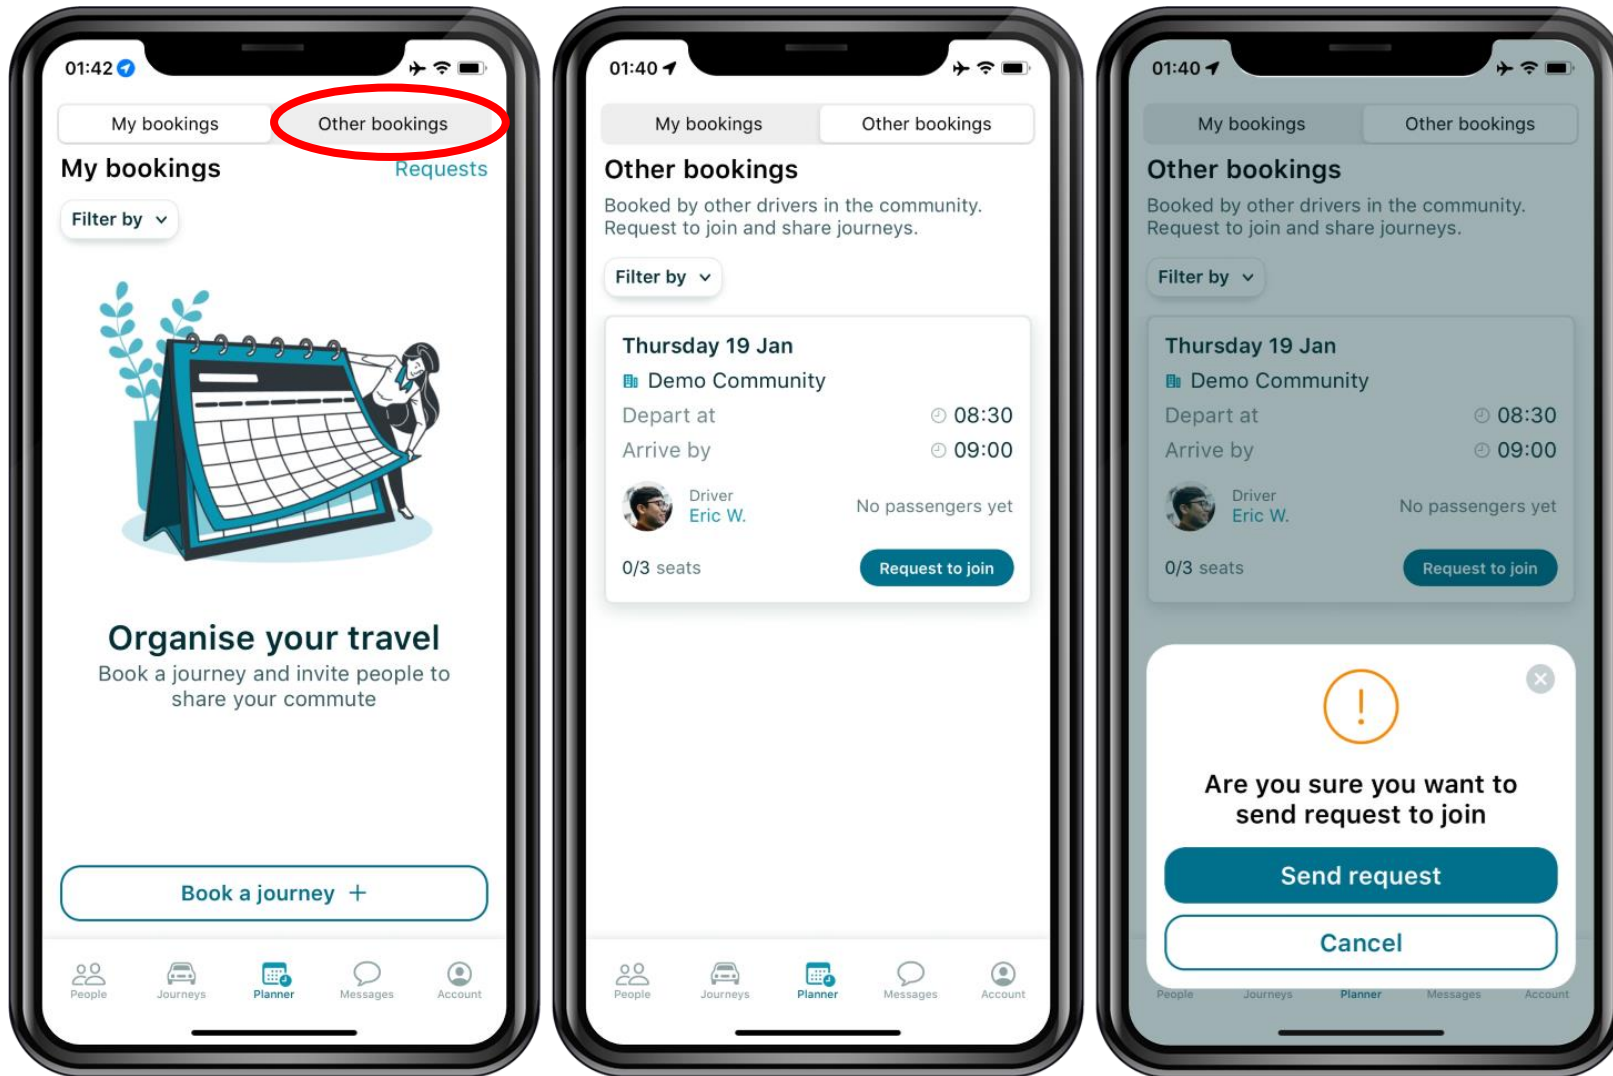 01:42
My bookings
Other bookings
My bookings
Requests
Filter by
Organise your travel
Book a journey and invite people to
share your commute
Book a journey +
People
Journeys
Planner
Messages
Account
01:40
My bookings
Other bookings
Other bookings
Booked by other drivers in the community.
Request to join and share journeys.
Filter by
Thursday 19 Jan
Demo Community
Depart at
08:30
Arrive by
09:00
Driver
Eric W.
No passengers yet
0/3 seats
Request to join
People
Journeys
Planner
Messages
Account
01:40
My bookings
Other bookings
Other bookings
Booked by other drivers in the community.
Request to join and share journeys.
Filter by
Thursday 19 Jan
Demo Community
Depart at
08:30
Arrive by
09:00
Driver
Eric W.
No passengers yet
0/3 seats
Request to join
Are you sure you want to
send request to join
Send request
Cancel
People
Journeys
Planner
Messages
Account